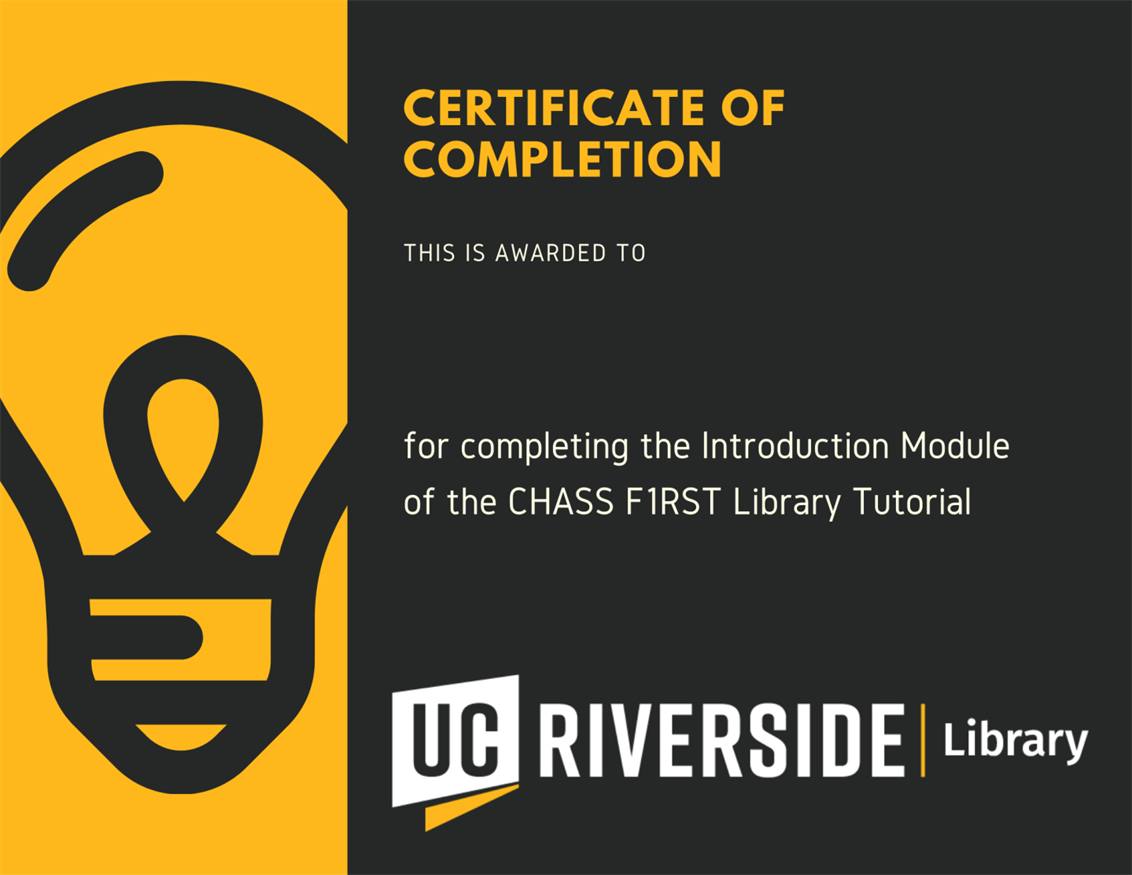 CERTIFICATE OF
COMPLETION
THIS IS AWARDED TO
for completing the Introduction Module
of the CHASS F1RST Library Tutorial
UC RIVERSIDE | Library